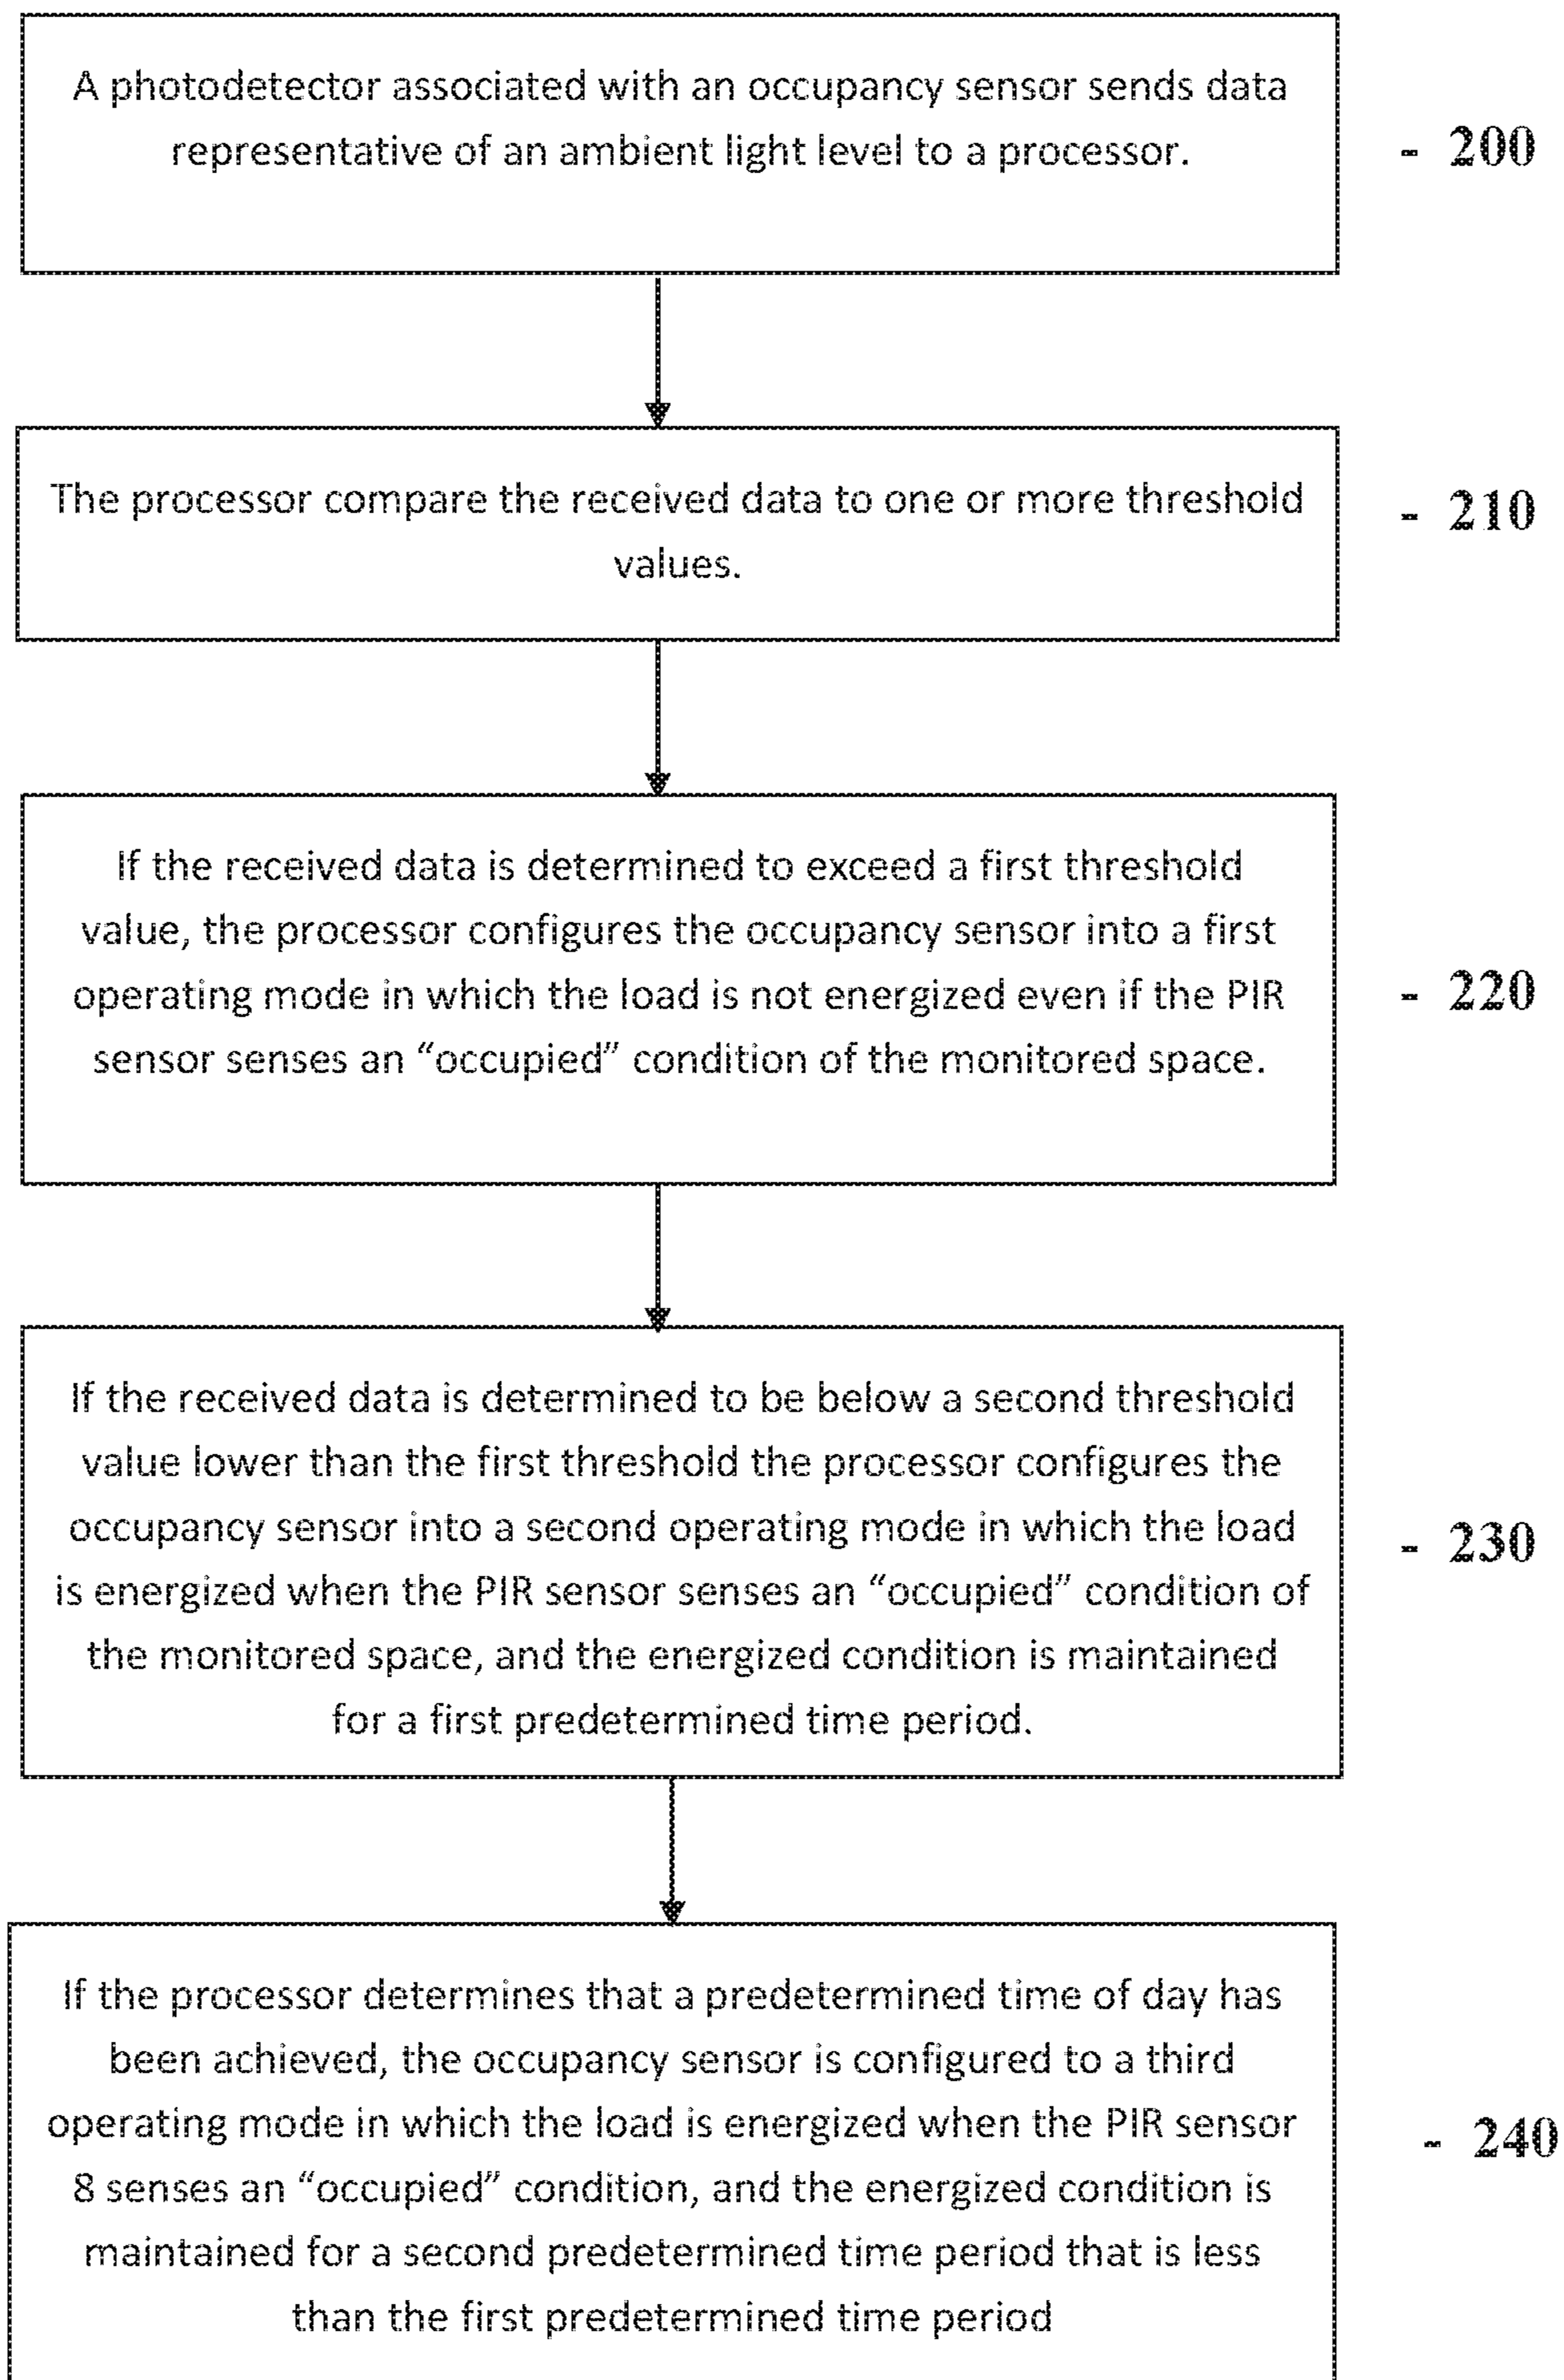 A photodetector associated with an occupancy sensor sends data
representative of an ambient light level to a processor.
- 200
The processor compare the received data to one or more threshold
values.
- 210
If the received data is determined to exceed a first threshold
value, the processor configures the occupancy sensor into a first
operating mode in which the load is not energized even if the PIR
sensor senses an “occupied” condition of the monitored space.
- 220
If the received data is determined to be below a second threshold
value lower than the first threshold the processor configures the
occupancy sensor into a second operating mode in which the load
is energized when the PIR sensor senses an “occupied” condition of
the monitored space, and the energized condition is maintained
for a first predetermined time period.
- 230
If the processor determines that a predetermined time of day has
been achieved, the occupancy sensor is configured to a third
operating mode in which the load is energized when the PIR sensor
8 senses an “occupied” condition, and the energized condition is
maintained for a second predetermined time period that is less
than the first predetermined time period
- 240